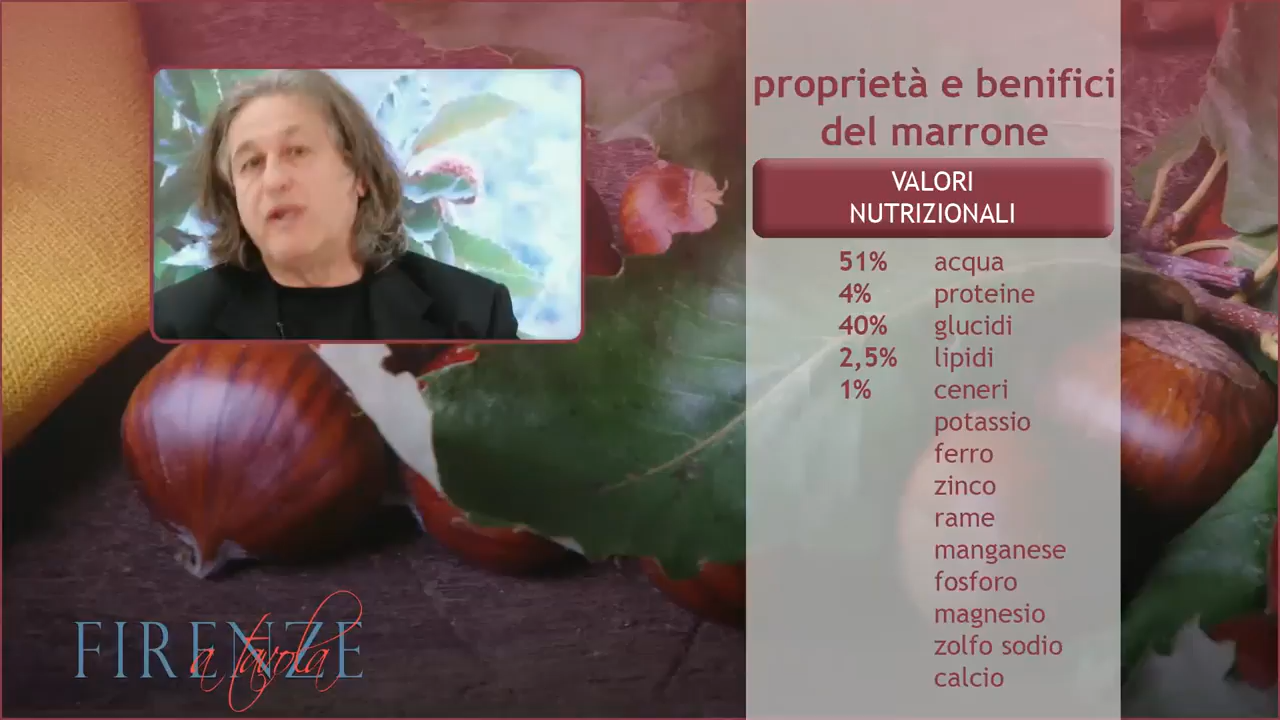 proprietà e benifici
del marrone
VALORI
NUTRIZIONALI
51% acqua
4% proteine
40% glucidi
2,5% lipidi
1% ceneri
potassio
ferro
zinco
rame
manganese
fosforo
magnesio
zolfo sodio
calcio
FIRENZE
a tavola